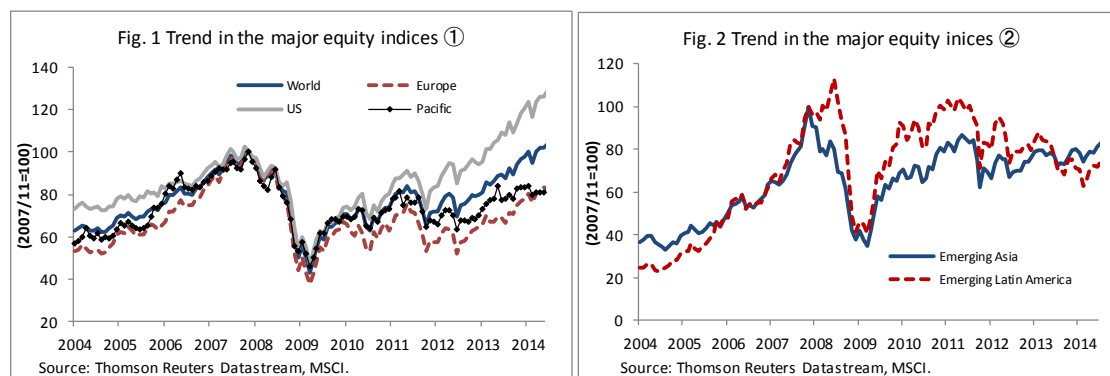 Fig. 1 Trend in the major equity indices ①
(2007/11=100)
140
120
100
80
60
40
20
World
Europe
US
Pacific
2004 2005 2006 2007 2008 2009 2010 2011 2012 2013 2014
Source: Thomson Reuters Datastream, MSCI.
Fig. 2 Trend in the major equity inices ②
(2007/11=100)
120
100
80
60
40
20
0
Emerging Asia
Emerging Latin America
2004 2005 2006 2007 2008 2009 2010 2011 2012 2013 2014
Source: Thomson Reuters Datastream, MSCI.